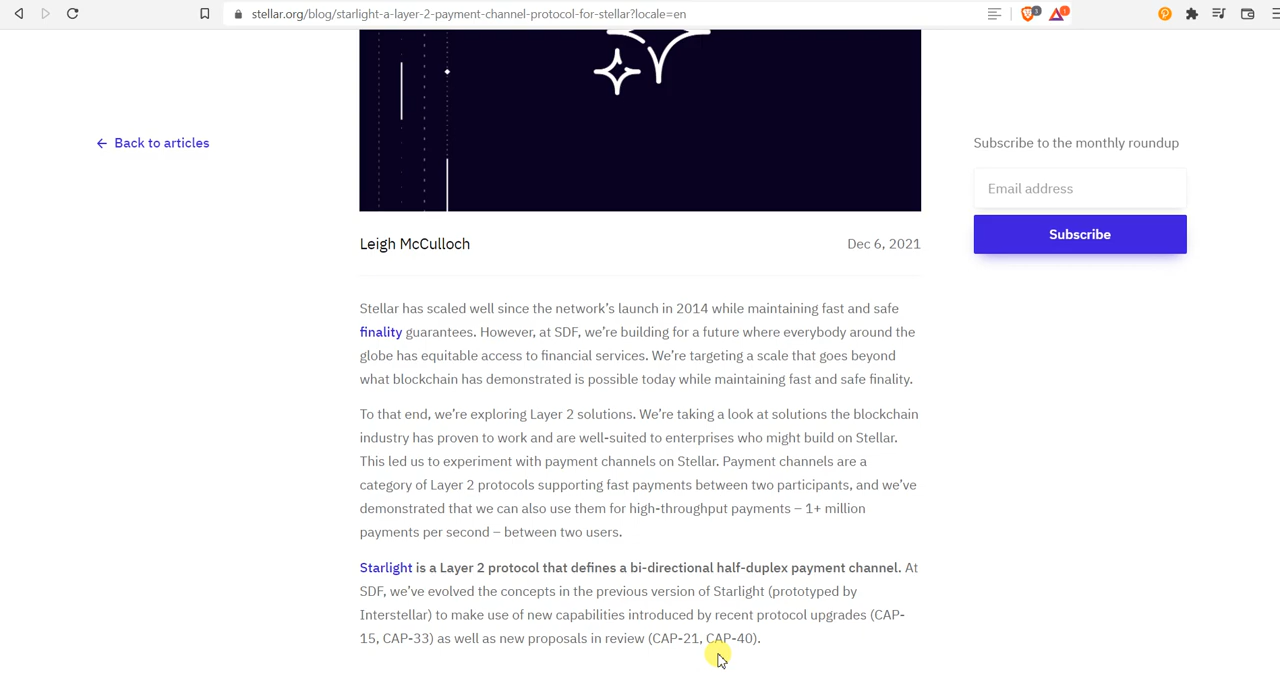 stellar.org/blog/starlight-a-layer-2-payment-channel-protocol-for-stellar?locale=en
3
1
← Back to articles
Subscribe to the monthly roundup
Email address
Subscribe
Leigh McCulloch
Dec 6, 2021
Stellar has scaled well since the network’s launch in 2014 while maintaining fast and safe
finality guarantees. However, at SDF, we’re building for a future where everybody around the
globe has equitable access to financial services. We’re targeting a scale that goes beyond
what blockchain has demonstrated is possible today while maintaining fast and safe finality.
To that end, we’re exploring Layer 2 solutions. We’re taking a look at solutions the blockchain
industry has proven to work and are well-suited to enterprises who might build on Stellar.
This led us to experiment with payment channels on Stellar. Payment channels are a
category of Layer 2 protocols supporting fast payments between two participants, and we’ve
demonstrated that we can also use them for high-throughput payments – 1+ million
payments per second – between two users.
Starlight is a Layer 2 protocol that defines a bi-directional half-duplex payment channel. At
SDF, we’ve evolved the concepts in the previous version of Starlight (prototyped by
Interstellar) to make use of new capabilities introduced by recent protocol upgrades (CAP-
15, CAP-33) as well as new proposals in review (CAP-21, CAP-40).